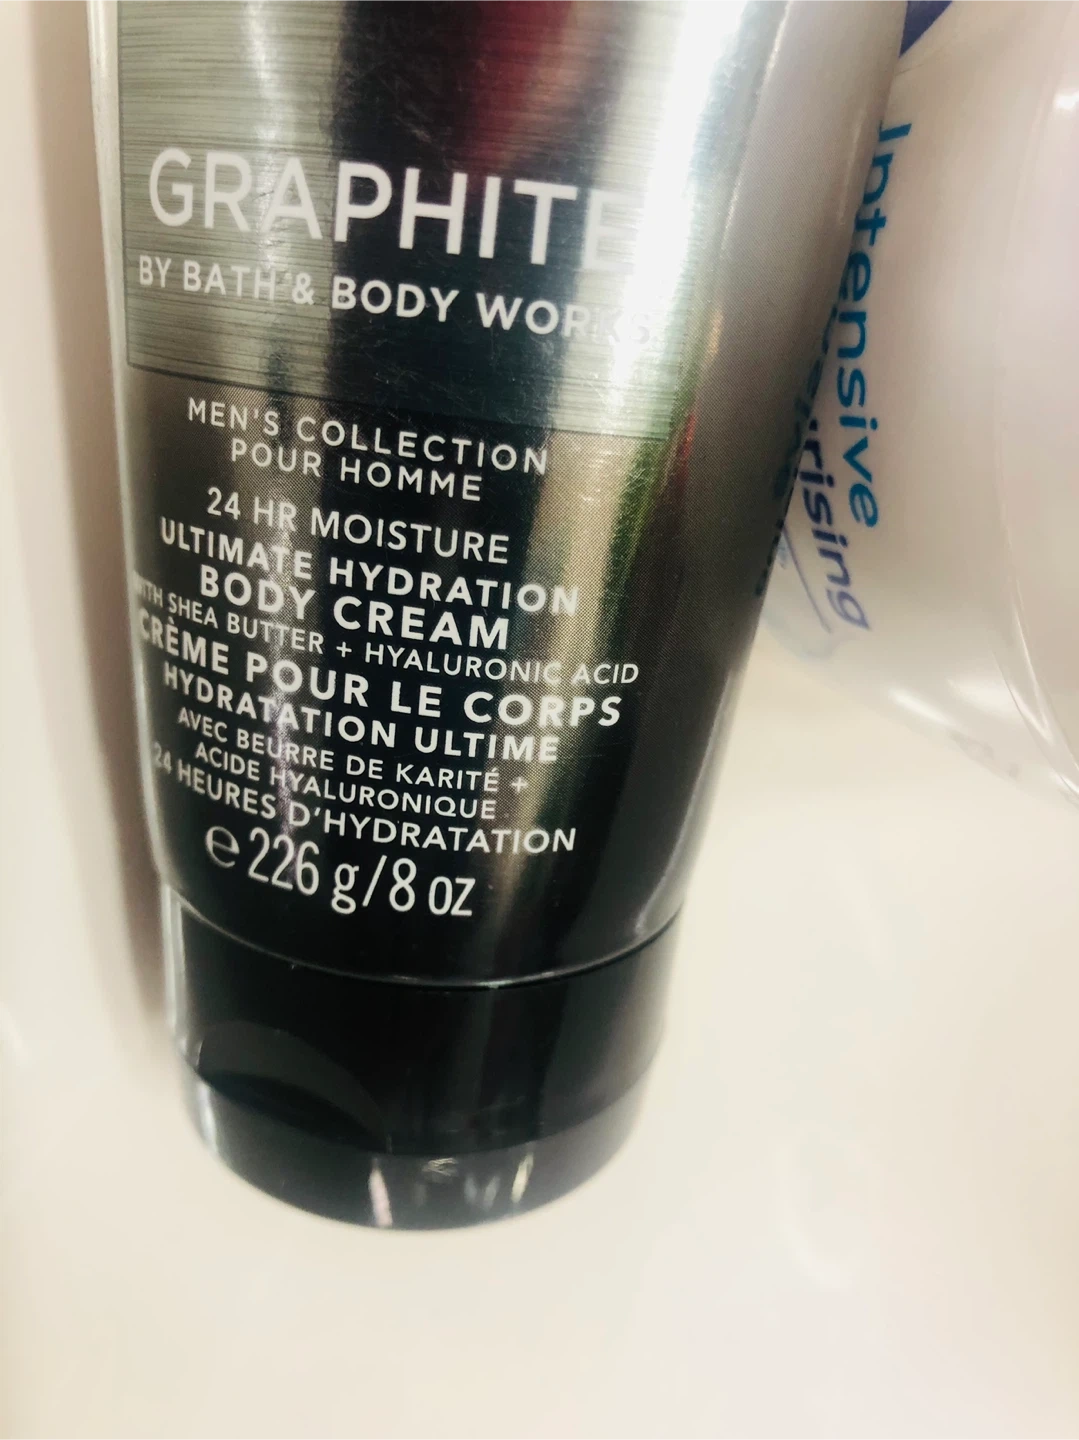 GRAPHITE
BY BATH & BODY WORKS
MEN'S COLLECTION
POUR HOMME
24 HR MOISTURE
ULTIMATE HYDRATION
BODY CREAM
WITH SHEA BUTTER + HYALURONIC ACID
CRÈME POUR LE CORPS
HYDRATATION ULTIME
AVEC BEURRE DE KARITÉ +
ACIDE HYALURONIQUE
24 HEURES D'HYDRATATION
℮ 226 g/8 oz
Intensive